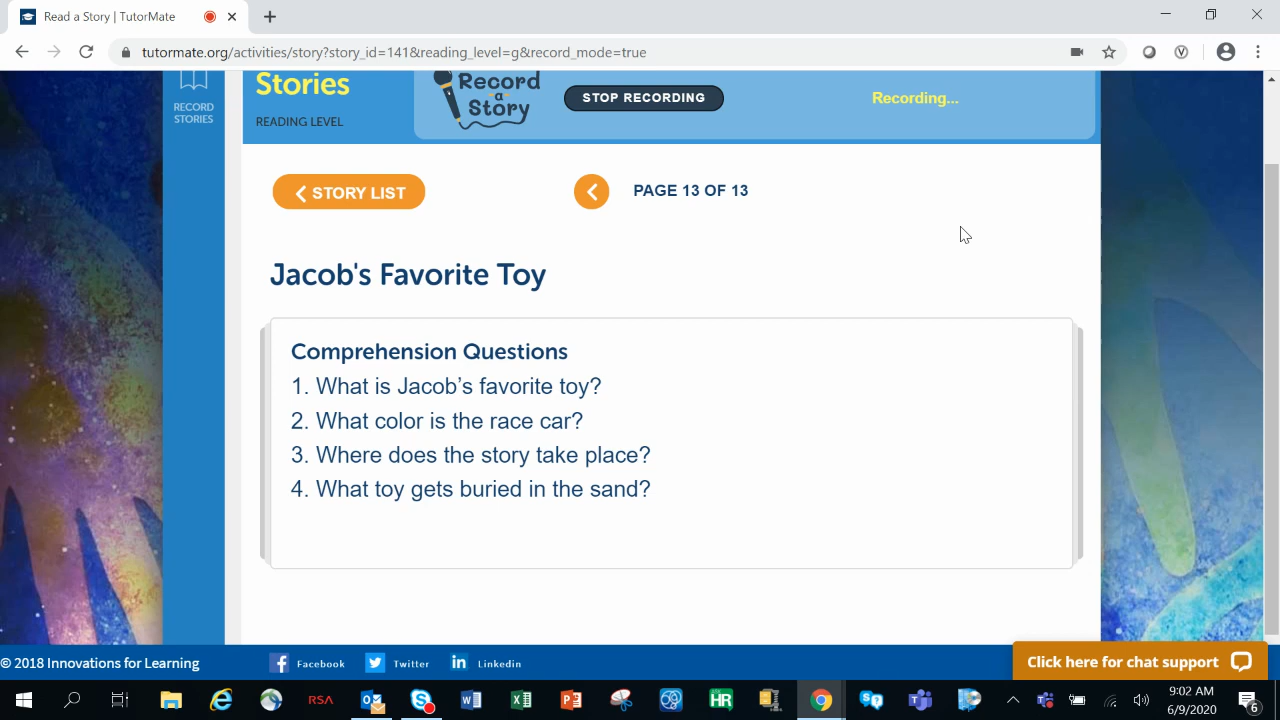 Read a Story | TutorMate
tutormate.org/activities/story?story_id=141&reading_level=g&record_mode=true
RECORD
STORIES
Stories
READING LEVEL
Record
a
Story
STOP RECORDING
Recording...
STORY LIST
PAGE 13 OF 13
Jacob's Favorite Toy
Comprehension Questions
1. What is Jacob’s favorite toy?
2. What color is the race car?
3. Where does the story take place?
4. What toy gets buried in the sand?
© 2018 Innovations for Learning
Facebook
Twitter
Linkedin
Click here for chat support
RSA
HR
9:02 AM
6/9/2020
6